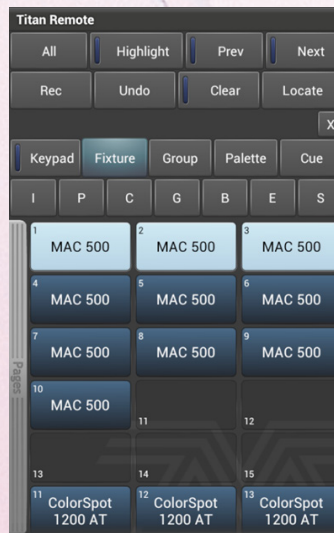 Titan Remote
All Highlight Prev Next
Rec Undo Clear Locate
X
Keypad Fixture Group Palette Cue
I P C G B E S
Pages
1 MAC 500 2 MAC 500 3 MAC 500
4 MAC 500 5 MAC 500 6 MAC 500
7 MAC 500 8 MAC 500 9 MAC 500
10 MAC 500 11 12
13 14 15
11 ColorSpot 12 ColorSpot 13 ColorSpot
1200 AT 1200 AT 1200 AT